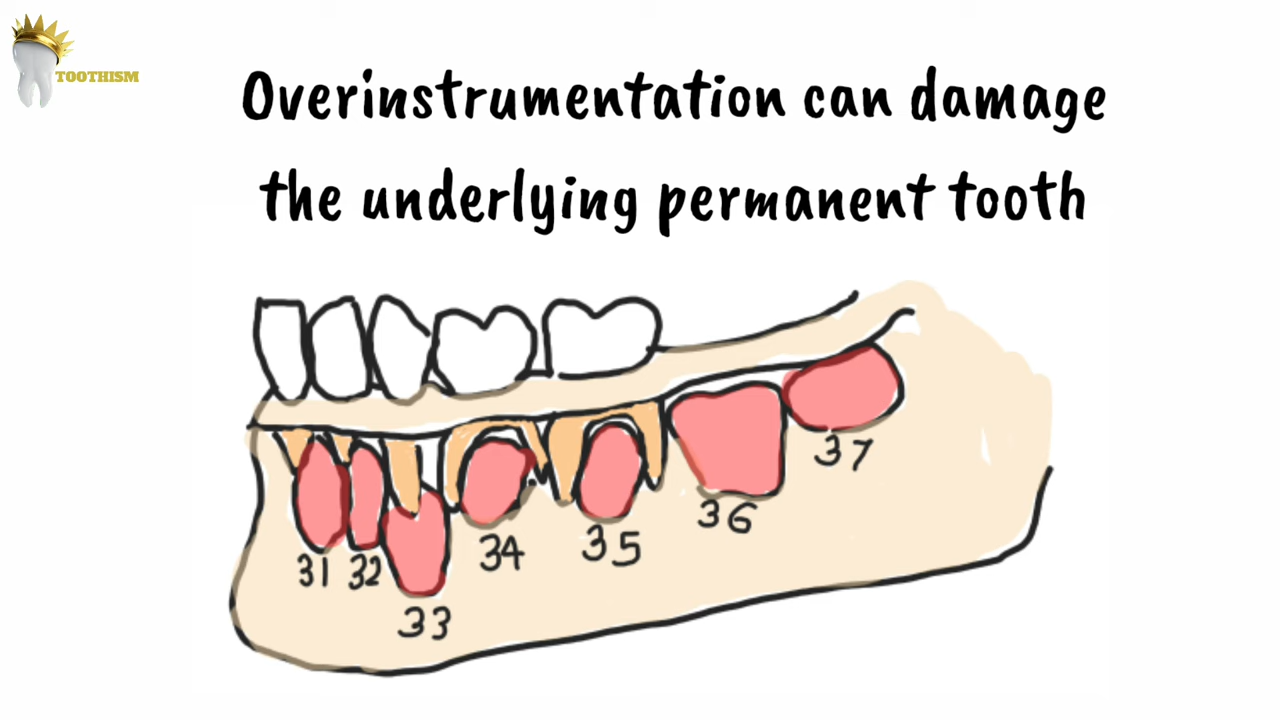 TOOTHISM
Overinstrumentation can damage
the underlying permanent tooth
37
36
34
35
31
32
33